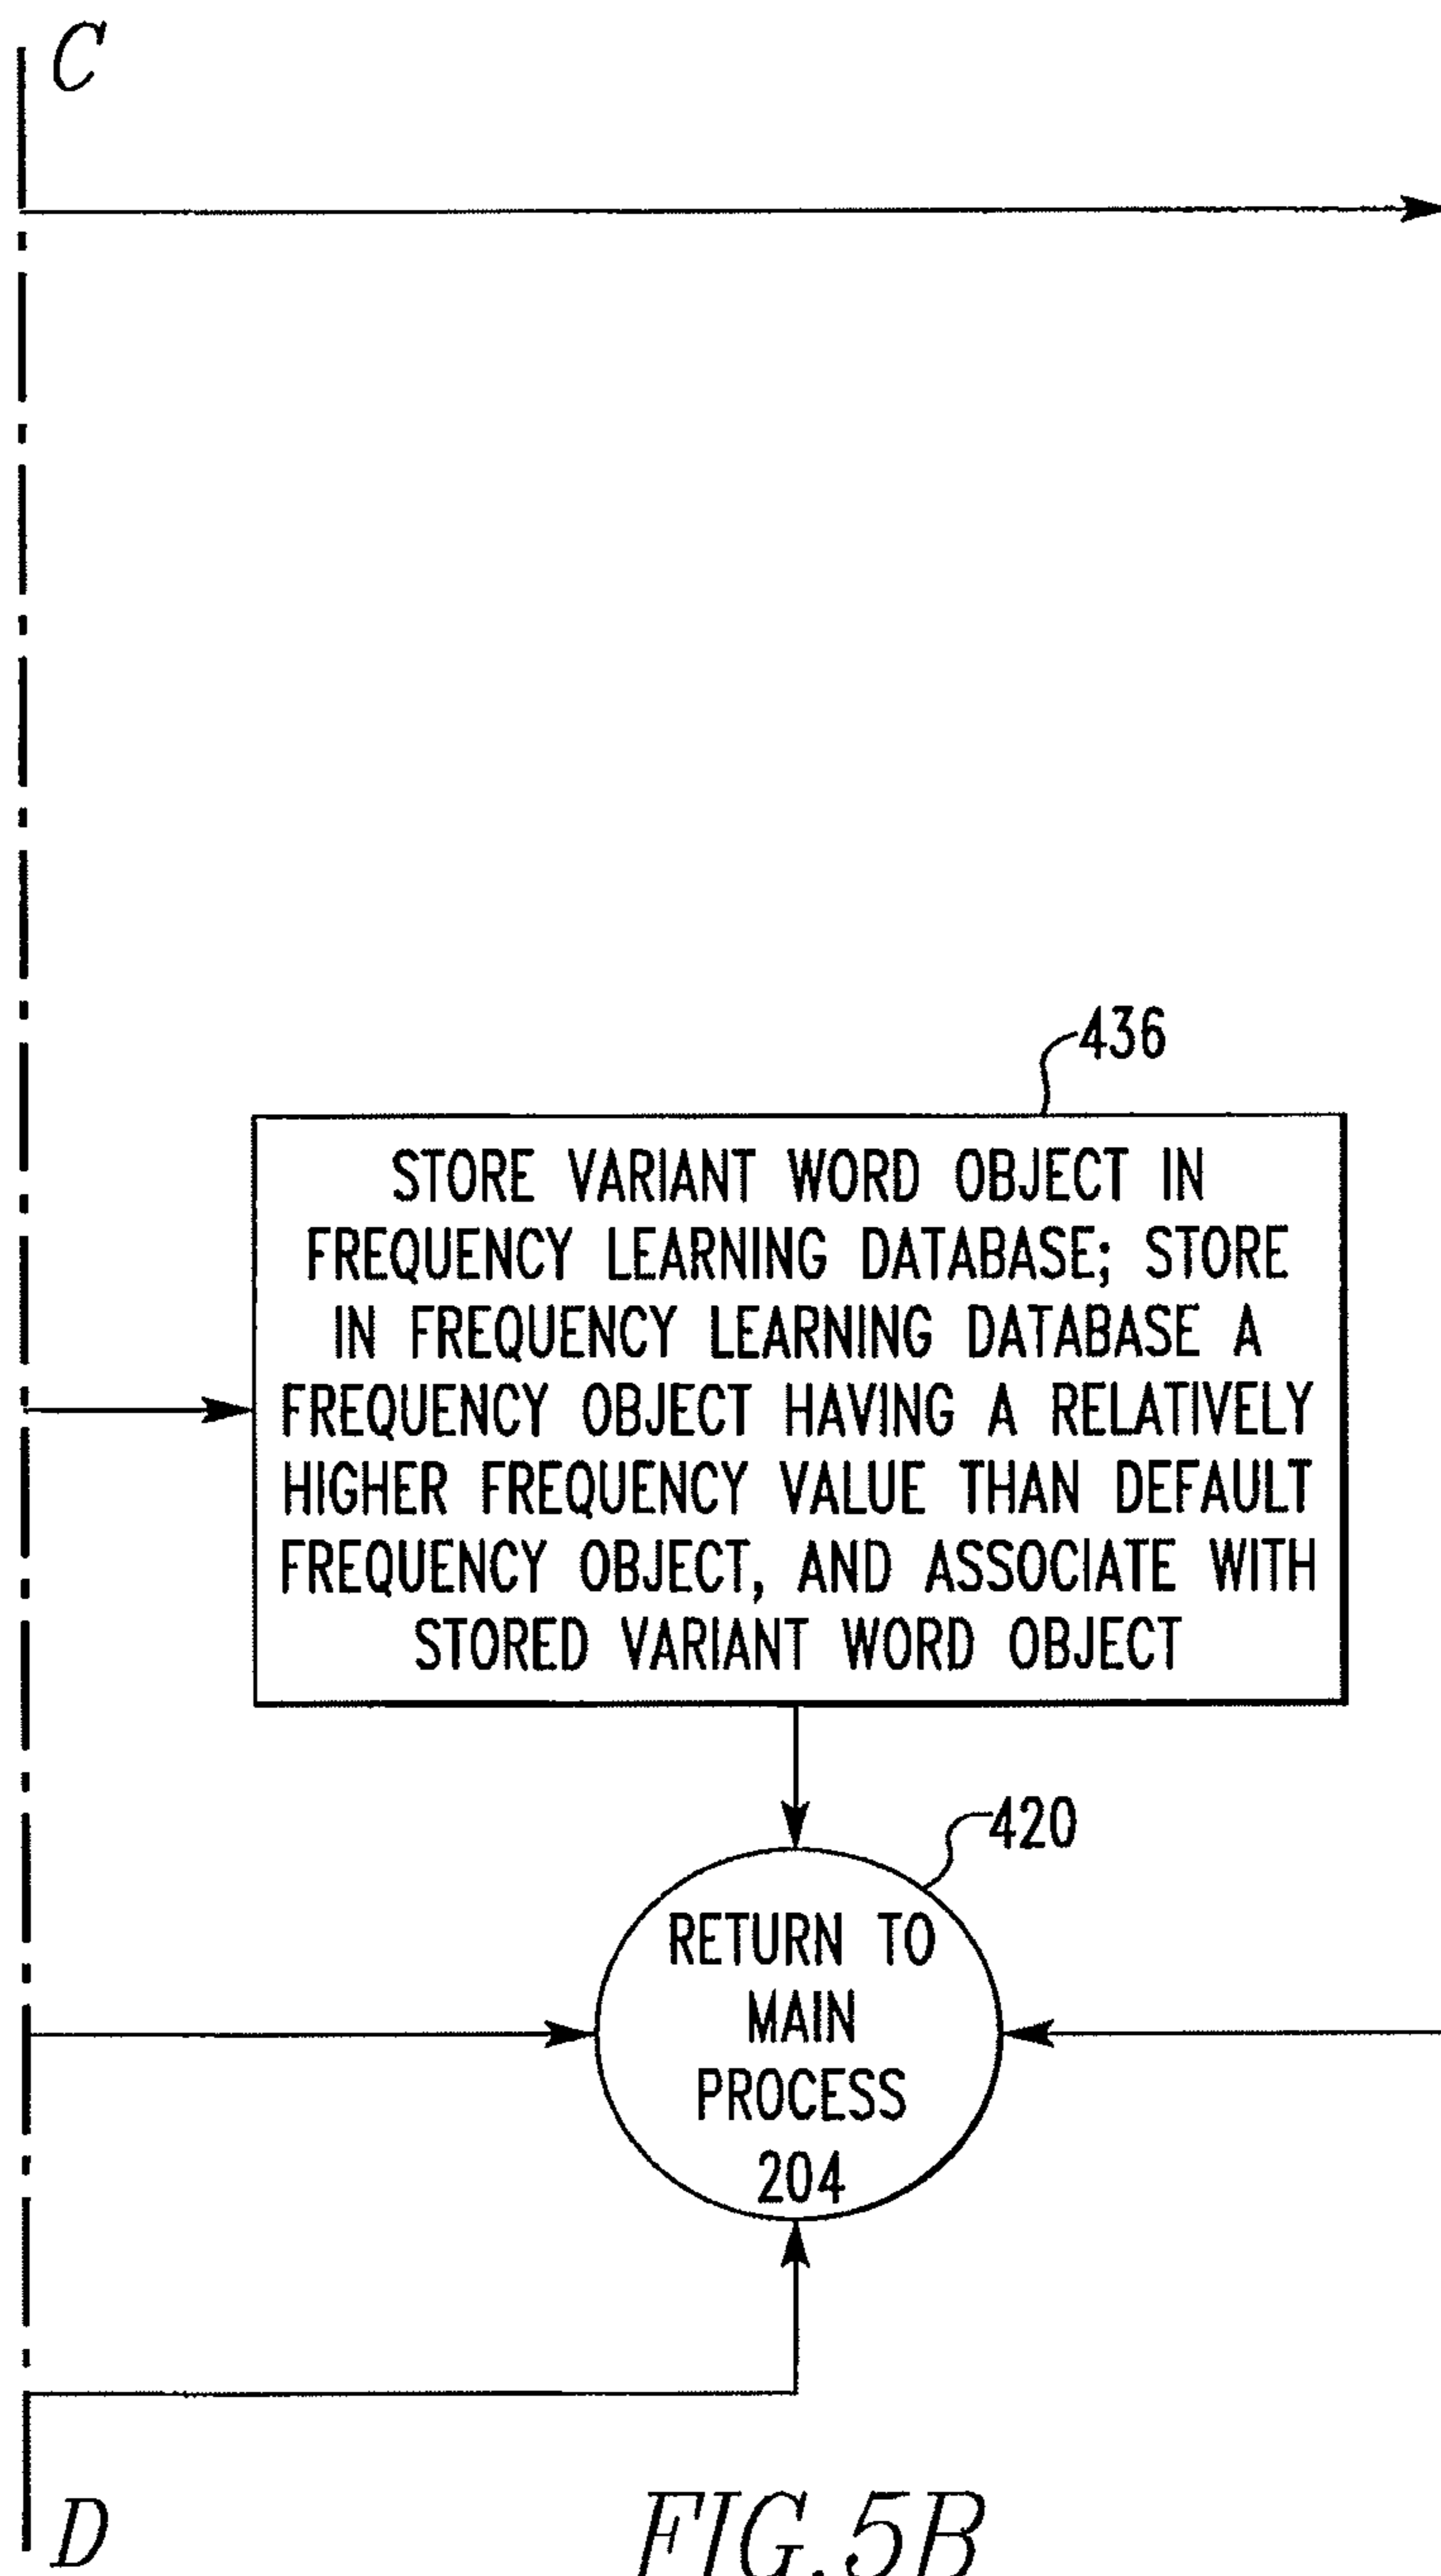 C
436
STORE VARIANT WORD OBJECT IN
FREQUENCY LEARNING DATABASE; STORE
IN FREQUENCY LEARNING DATABASE A
FREQUENCY OBJECT HAVING A RELATIVELY
HIGHER FREQUENCY VALUE THAN DEFAULT
FREQUENCY OBJECT, AND ASSOCIATE WITH
STORED VARIANT WORD OBJECT
420
RETURN TO
MAIN
PROCESS
204
D
FIG.5B